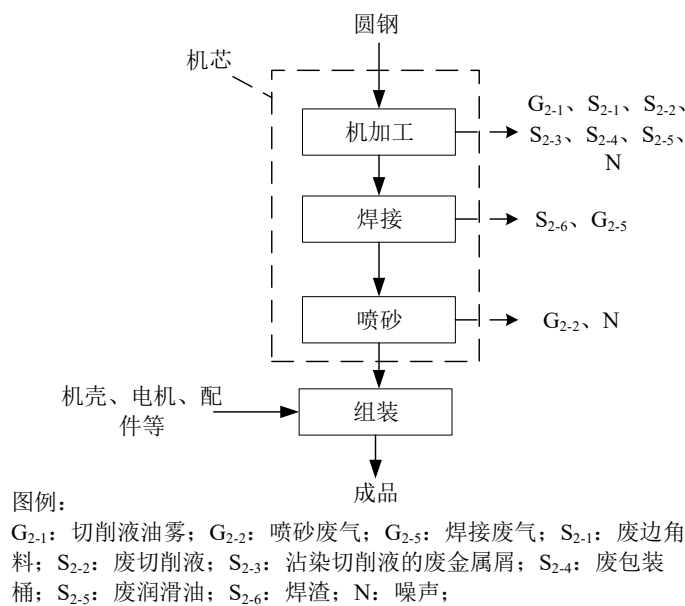 圆钢
机芯
机加工
G2-1、S2-1、S2-2、
S2-3、S2-4、S2-5、
N
焊接
S2-6、G2-5
喷砂
G2-2、N
机壳、电机、配
件等
组装
成品
图例：
G2-1：切削液油雾；G2-2：喷砂废气；G2-5：焊接废气；S2-1：废边角
料；S2-2：废切削液；S2-3：沾染切削液的废金属屑；S2-4：废包装
桶；S2-5：废润滑油；S2-6：焊渣；N：噪声；